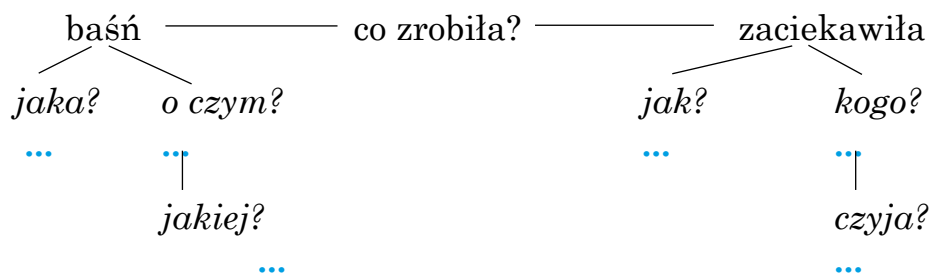 baśń co zrobiła? zaciekawiła
jaka? o czym? jak? kogo?
... ... ... ...
jakiej? czyja?
... ...